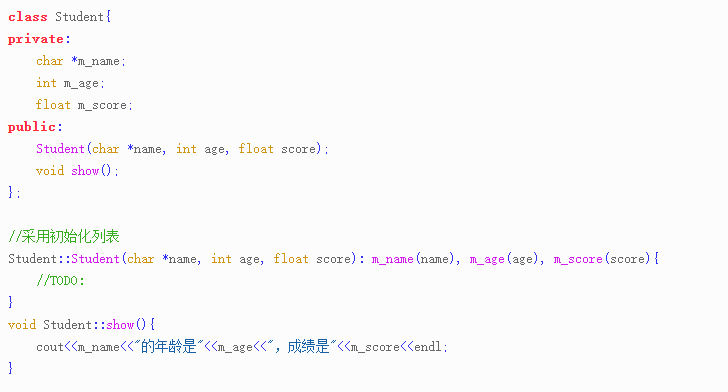 class Student{
private:
    char *m_name;
    int m_age;
    float m_score;
public:
    Student(char *name, int age, float score);
    void show();
};

//采用初始化列表
Student::Student(char *name, int age, float score): m_name(name), m_age(age), m_score(score){
    //TODO:
}
void Student::show(){
    cout<<m_name<<"的年龄是"<<m_age<<"，成绩是"<<m_score<<endl;
}